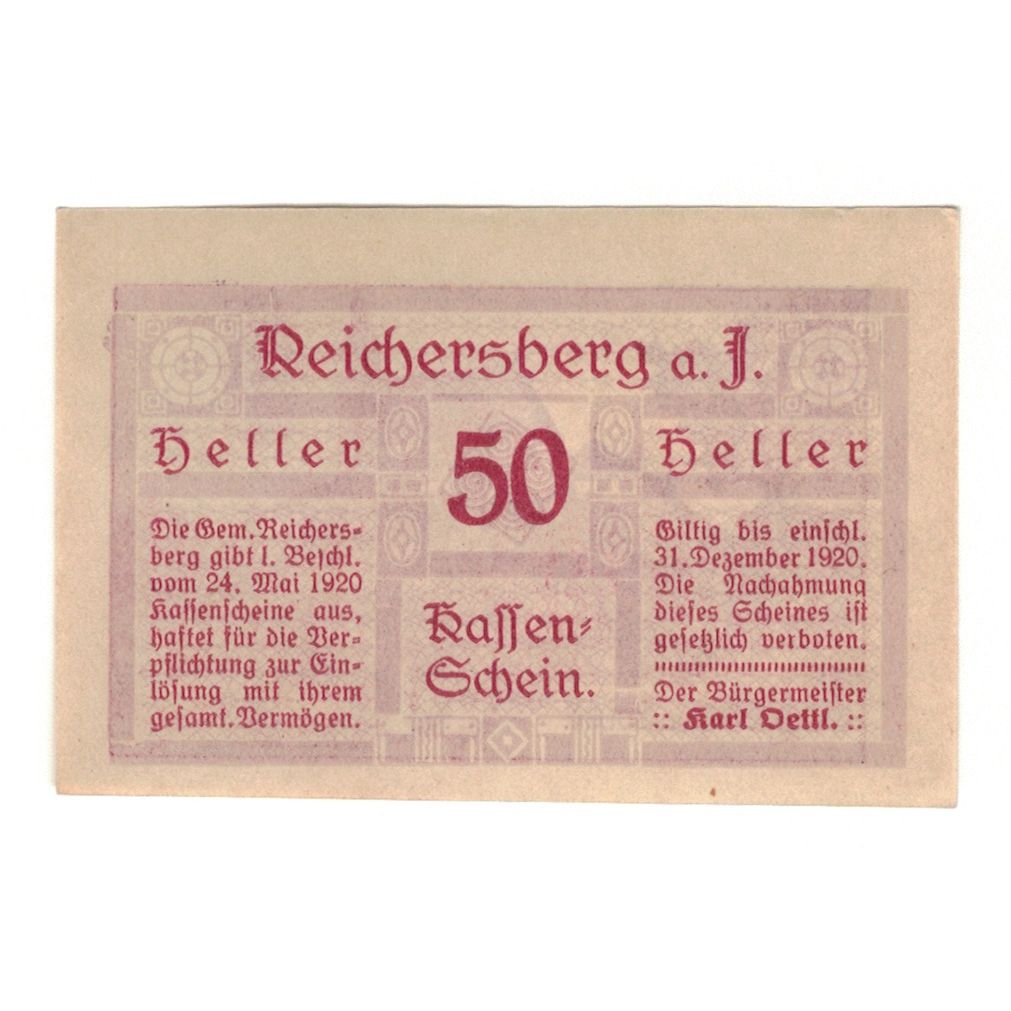 Reichersberg a. J.
Heller 50 Heller
Die Gem. Reichers-
berg gibt l. Beschl.
vom 24. Mai 1920
Kassenscheine aus,
haftet für die Ver-
pflichtung zur Ein-
lösung mit ihrem
gesamt. Vermögen.
Kassen-
Schein.
Giltig bis einschl.
31. Dezember 1920.
Die Nachahmung
dieses Scheines ist
gesetzlich verboten.
Der Bürgermeister
:: Karl Oettl. ::